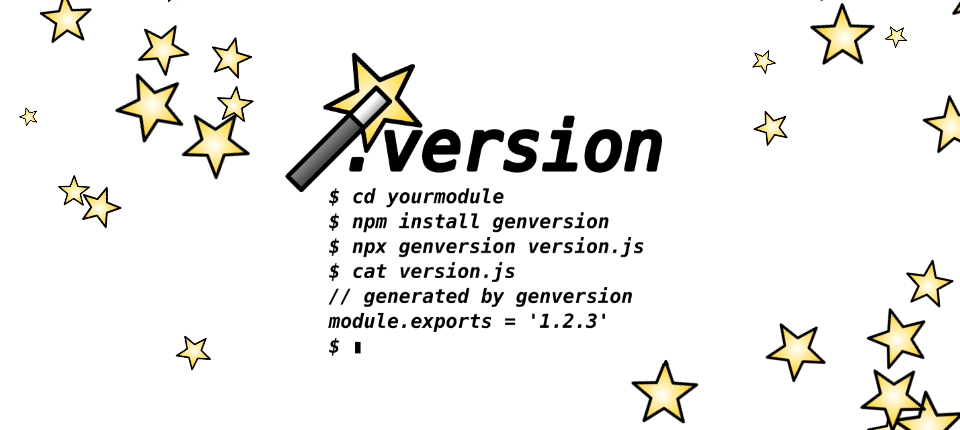 .version
$ cd yourmodule
$ npm install genversion
$ npx genversion version.js
$ cat version.js
// generated by genversion
module.exports = '1.2.3'
$ ▮